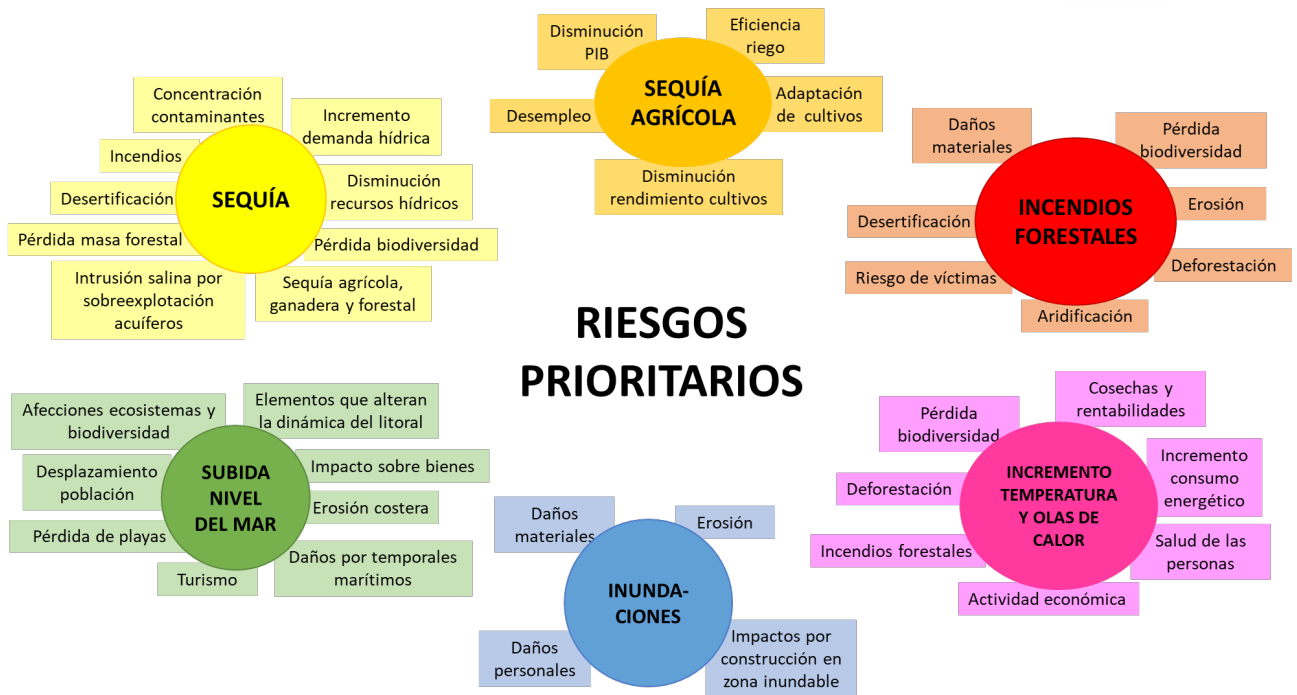 Concentración
contaminantes
Incremento
demanda hídrica
Incendios
Desertificación
SEQUÍA
Disminución
recursos hídricos
Pérdida masa forestal
Pérdida biodiversidad
Intrusión salina por
sobreexplotación
acuíferos
Sequía agrícola,
ganadera y forestal
Disminución
PIB
Eficiencia
riego
SEQUÍA
AGRÍCOLA
Desempleo
Adaptación
de cultivos
Disminución
rendimiento cultivos
Daños
materiales
Pérdida
biodiversidad
Desertificación
INCENDIOS
FORESTALES
Erosión
Riesgo de víctimas
Deforestación
Aridificación
RIESGOS
PRIORITARIOS
Afecciones ecosistemas y
biodiversidad
Elementos que alteran
la dinámica del litoral
Desplazamiento
población
SUBIDA
NIVEL
DEL MAR
Impacto sobre bienes
Erosión costera
Pérdida de playas
Turismo
Daños por temporales
marítimos
Daños
materiales
Erosión
INUNDA-
CIONES
Daños
personales
Impactos por
construcción en
zona inundable
Pérdida
biodiversidad
Cosechas y
rentabilidades
Deforestación
INCREMENTO
TEMPERATURA
Y OLAS DE
CALOR
Incremento
consumo
energético
Incendios forestales
Salud de las
personas
Actividad económica